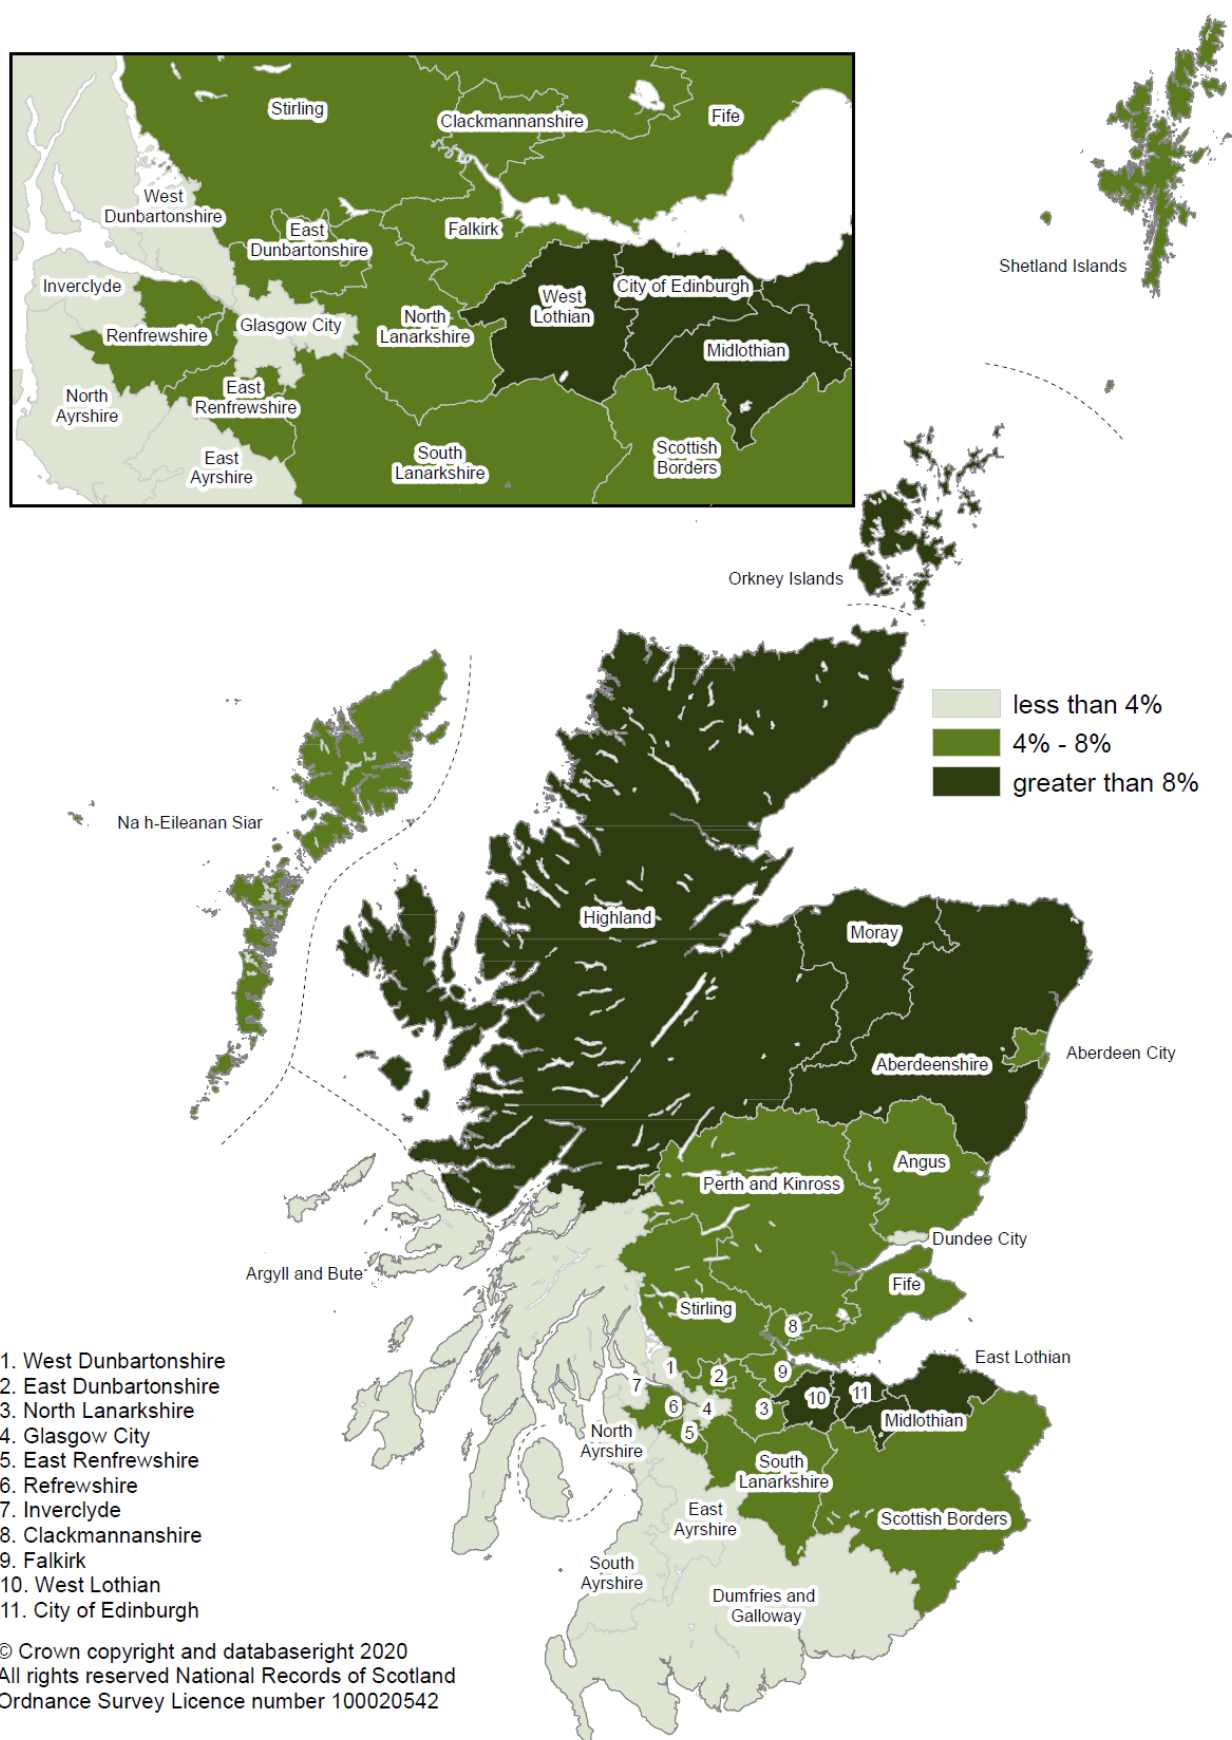 Stirling
Clackmannanshire
Fife
West
Dunbartonshire
East
Dunbartonshire
Falkirk
Inverclyde
Renfrewshire
Glasgow City
North
Lanarkshire
West
Lothian
City of Edinburgh
Midlothian
North
Ayrshire
East
Renfrewshire
East
Ayrshire
South
Lanarkshire
Scottish
Borders
Shetland Islands
Orkney Islands
less than 4%
4% - 8%
greater than 8%
Na h-Eileanan Siar
Highland
Moray
Aberdeenshire
Aberdeen City
Angus
Perth and Kinross
Dundee City
Argyll and Bute
Fife
Stirling
8
East Lothian
1
2
9
7
6
4
3
10
11
5
Midlothian
North
Ayrshire
South
Lanarkshire
East
Ayrshire
Scottish Borders
South
Ayrshire
Dumfries and
Galloway
1. West Dunbartonshire
2. East Dunbartonshire
3. North Lanarkshire
4. Glasgow City
5. East Renfrewshire
6. Refrewshire
7. Inverclyde
8. Clackmannanshire
9. Falkirk
10. West Lothian
11. City of Edinburgh
© Crown copyright and databaseright 2020
All rights reserved National Records of Scotland
Ordnance Survey Licence number 100020542